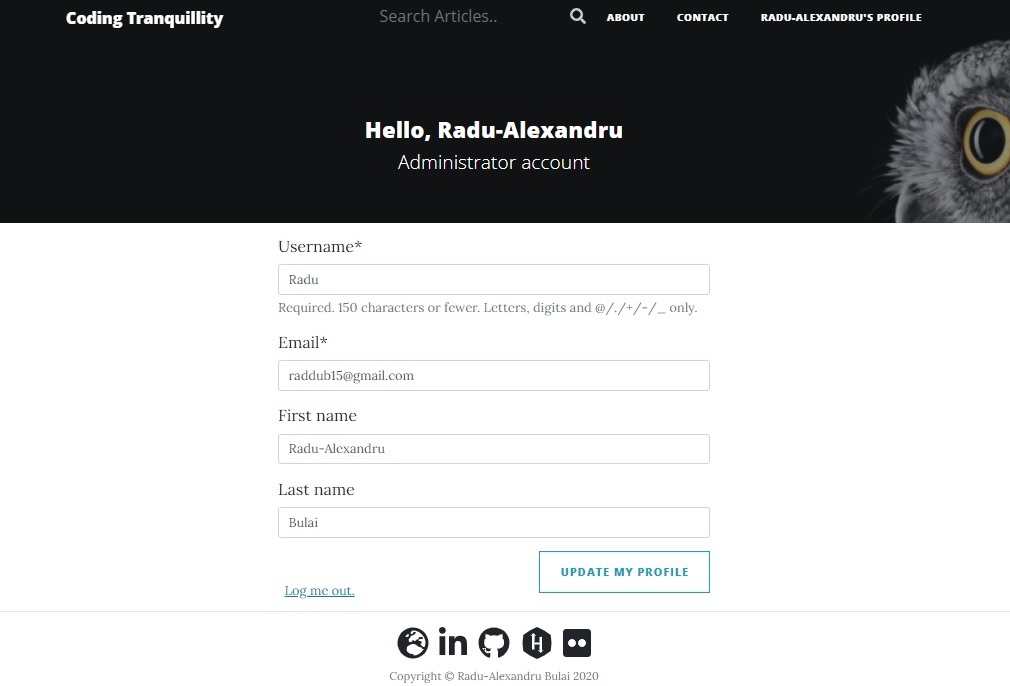 Coding Tranquillity
Search Articles..
ABOUT
CONTACT
RADU-ALEXANDRU'S PROFILE
Hello, Radu-Alexandru
Administrator account
Username*
Radu
Required. 150 characters or fewer. Letters, digits and @/./+/-/_ only.
Email*
raddub15@gmail.com
First name
Radu-Alexandru
Last name
Bulai
UPDATE MY PROFILE
Log me out.
in
H
Copyright © Radu-Alexandru Bulai 2020